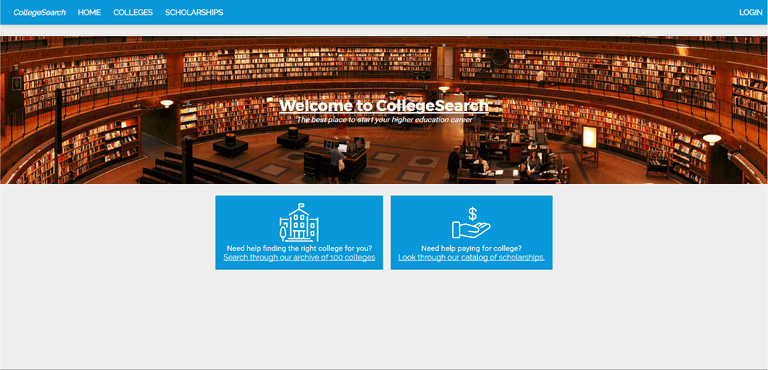 CollegeSearch HOME COLLEGES SCHOLARSHIPS LOGIN
Welcome to CollegeSearch
The best place to start your higher education career
Need help finding the right college for you?
Search through our archive of 100 colleges
Need help paying for college?
Look through our catalog of scholarships.